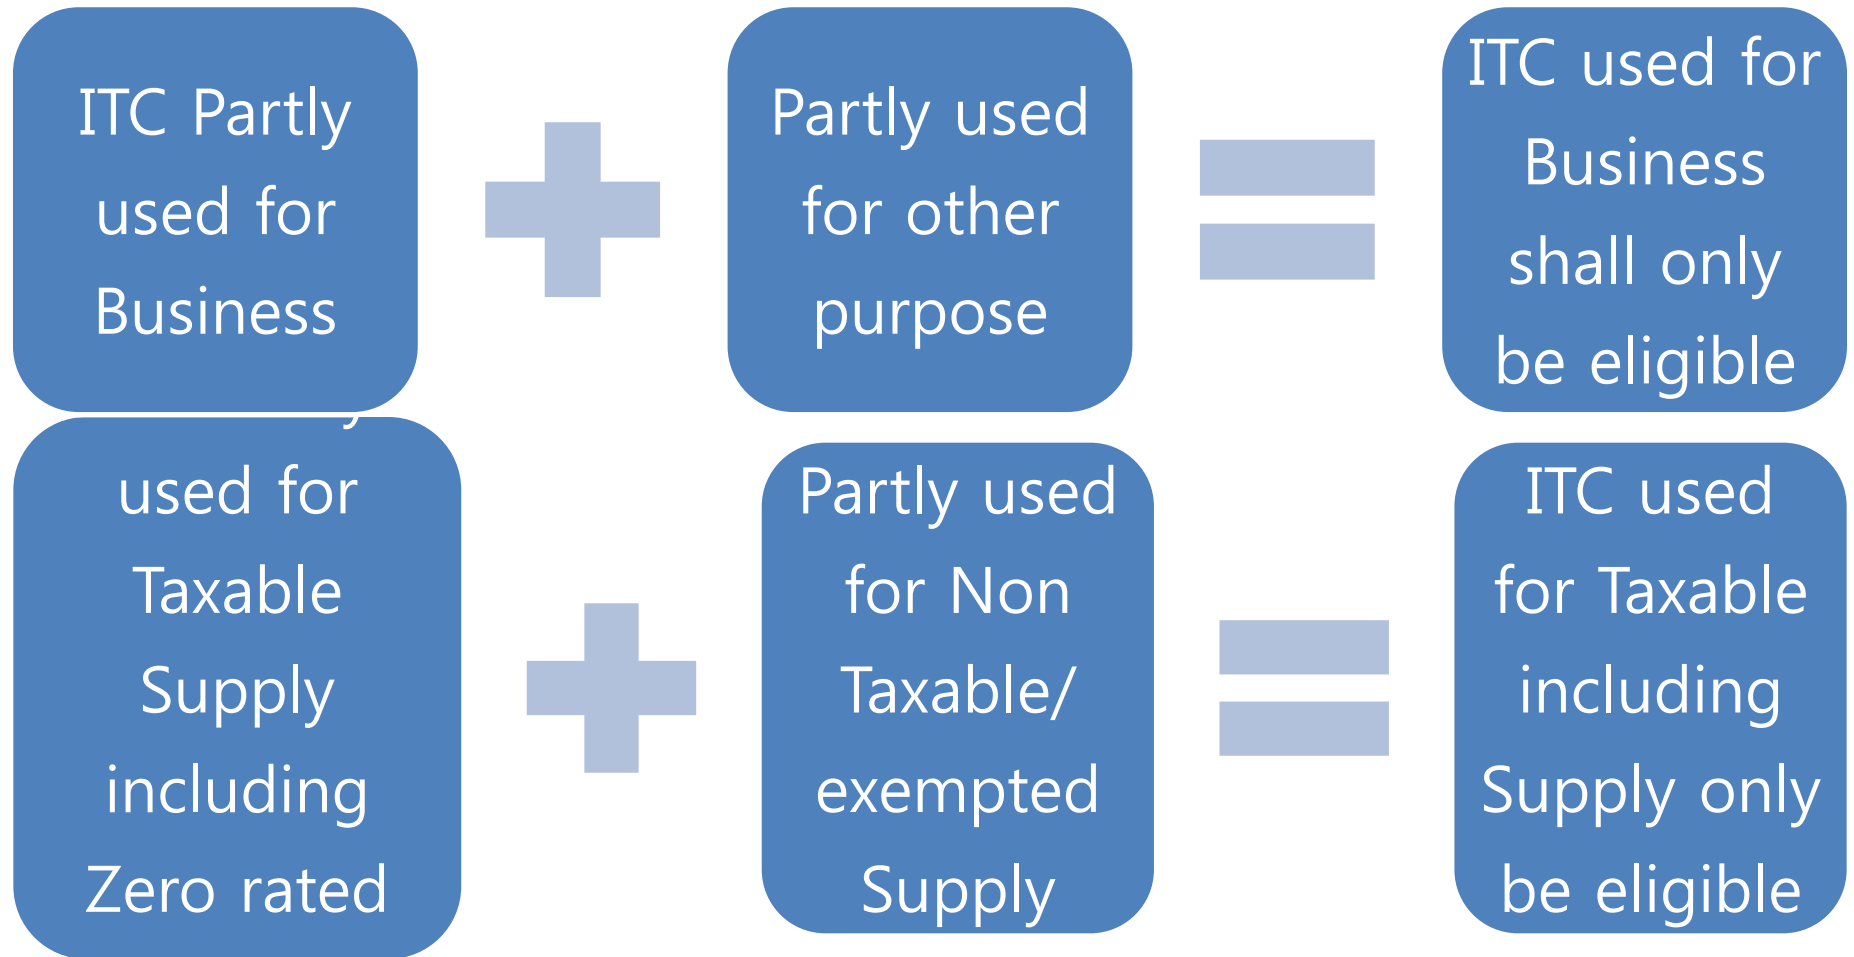 ITC Partly
used for
Business
Partly used
for other
purpose
ITC used for
Business
shall only
be eligible
used for
Taxable
Supply
including
Zero rated
Partly used
for Non
Taxable/
exempted
Supply
ITC used
for Taxable
including
Supply only
be eligible